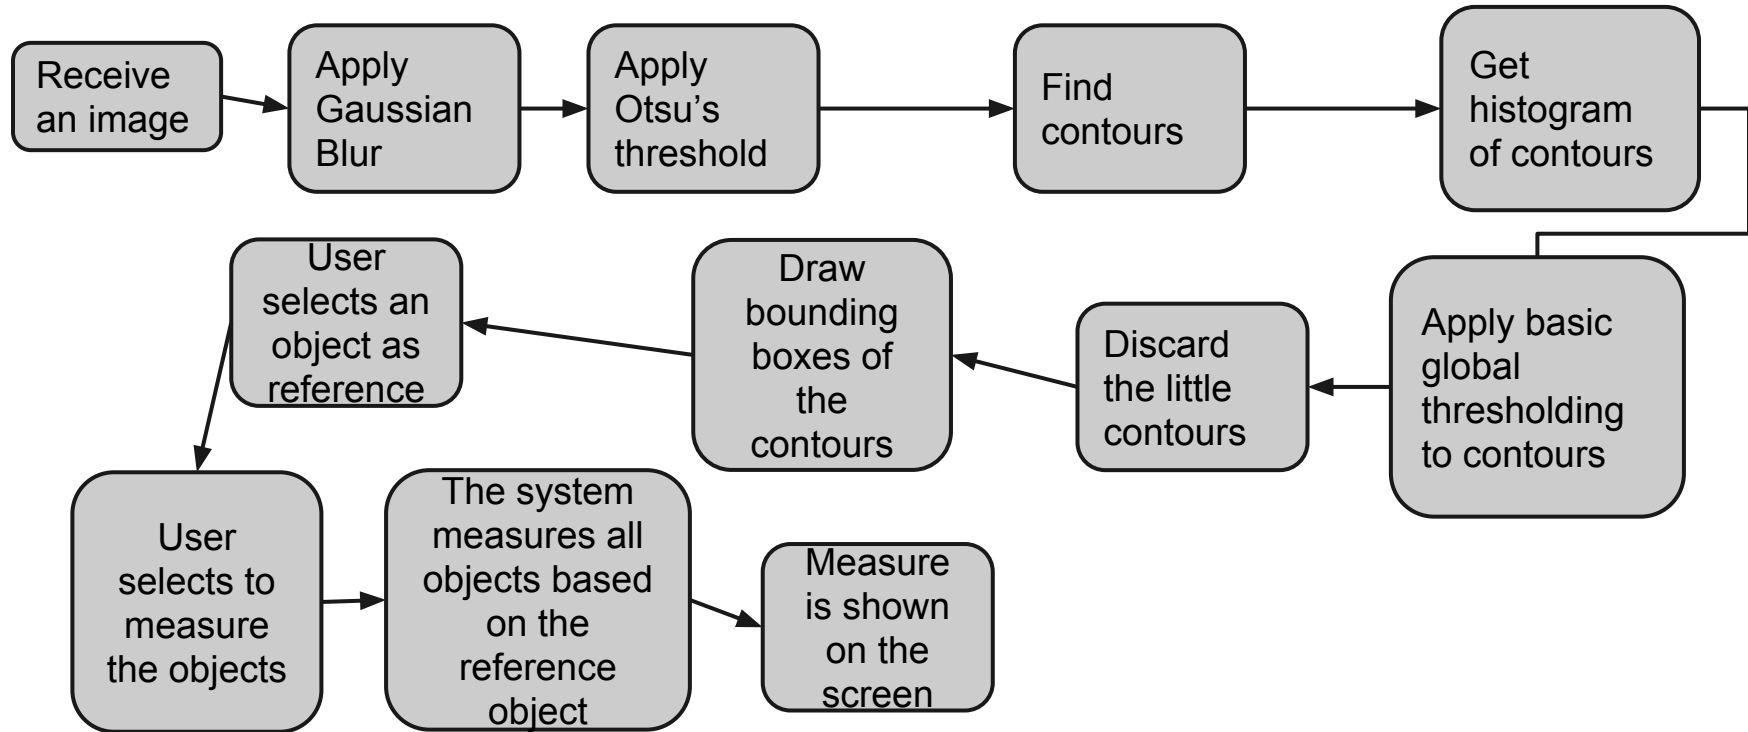 Receive
an image
Apply
Gaussian
Blur
Apply
Otsu’s
threshold
Find
contours
Get
histogram
of contours
Apply basic
global
thresholding
to contours
Discard
the little
contours
Draw
bounding
boxes of
the
contours
User
selects an
object as
reference
User
selects to
measure
the objects
The system
measures all
objects based
on the
reference
object
Measure
is shown
on the
screen